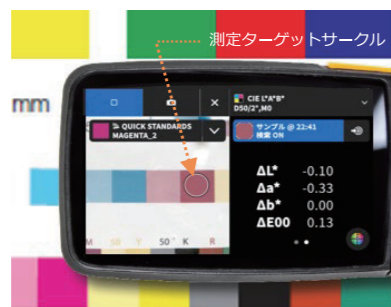 測定ターゲットサークル
mm
CIE L*A*B*
D50/2°,M0
QUICK STANDARDS
MAGENTA_2
サンプル @ 22:41
検索 ON
ΔL* -0.10
Δa* -0.33
Δb* 0.00
ΔE00 0.13
M 50 Y 50 K R